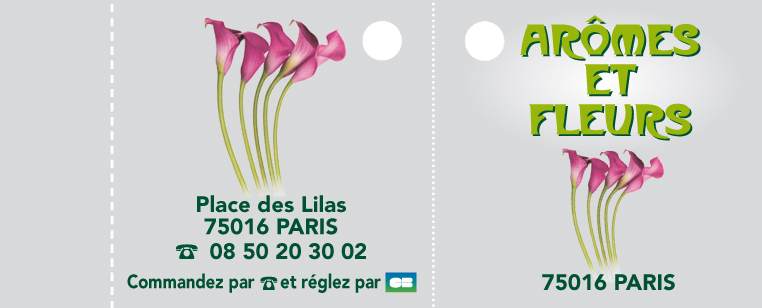 Place des Lilas
75016 PARIS
☎ 08 50 20 30 02
Commandez par ☎ et réglez par CB
ARÔMES
ET
FLEURS
75016 PARIS